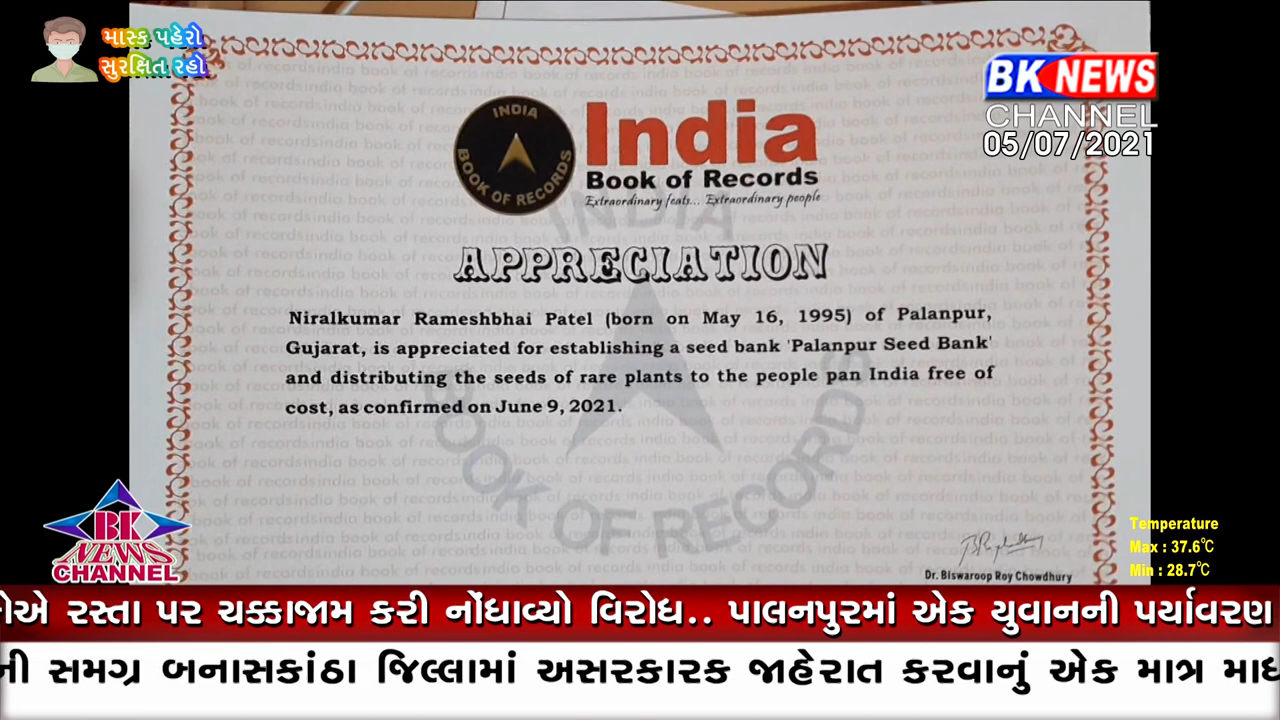 માસ્ક પહેરો
સુરક્ષિત રહો
BK NEWS
CHANNEL
05/07/2021
INDIA
BOOK OF RECORDS
India
Book of Records
Extraordinary feats... Extraordinary people
APPRECIATION
Niralkumar Rameshbhai Patel (born on May 16, 1995) of Palanpur,
Gujarat, is appreciated for establishing a seed bank 'Palanpur Seed Bank'
and distributing the seeds of rare plants to the people pan India free of
cost, as confirmed on June 9, 2021.
INDIA
BOOK OF RECORDS
Dr. Biswaroop Roy Chowdhury
BK
NEWS
CHANNEL
Temperature
Max : 37.6℃
Min : 28.7℃
રસ્તા પર ચક્કાજામ કરી નોંધાવ્યો વિરોધ.. પાલનપુરમાં એક યુવાનની પર્યાવરણ
સમગ્ર બનાસકાંઠા જિલ્લામાં અસરકારક જાહેરાત કરવાનું એક માત્ર